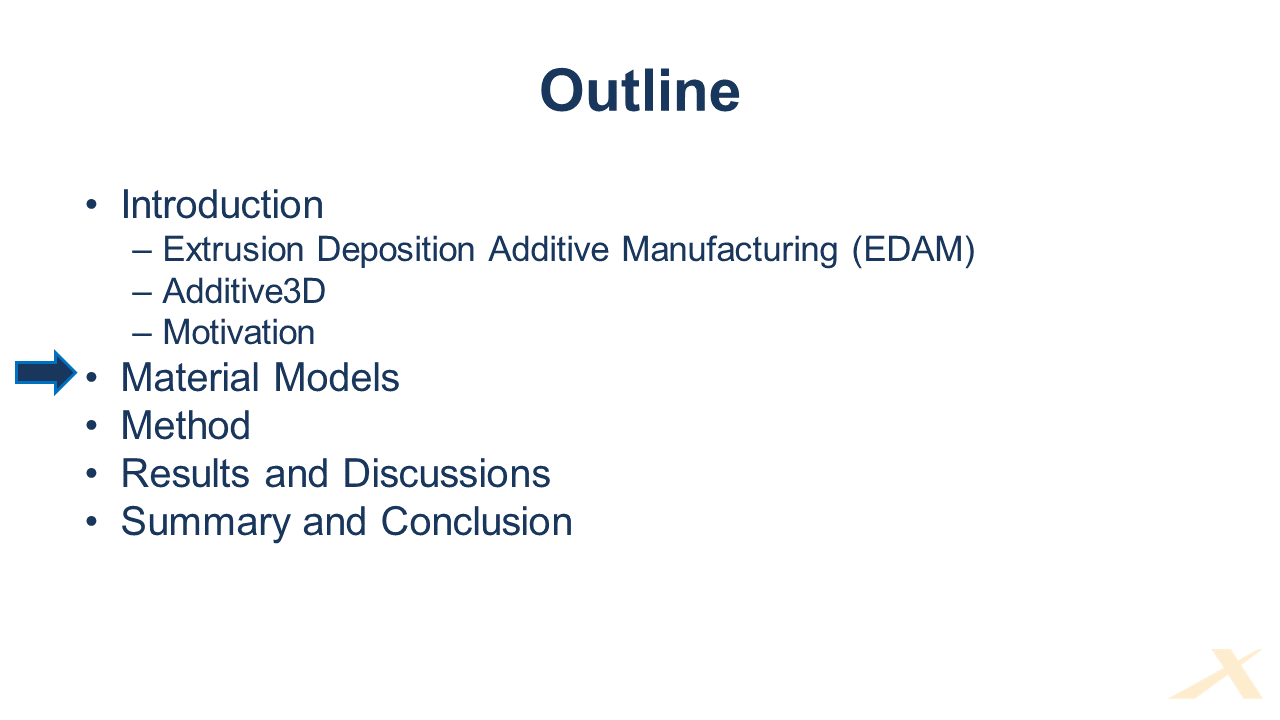 Outline
• Introduction
– Extrusion Deposition Additive Manufacturing (EDAM)
– Additive3D
– Motivation
• Material Models
• Method
• Results and Discussions
• Summary and Conclusion